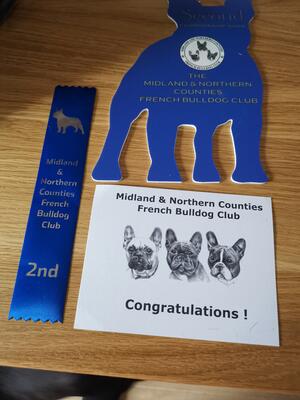 Second
THE
MIDLAND & NORTHERN
COUNTIES
FRENCH BULLDOG CLUB
Midland
&
Northern
Counties
French
Bulldog
Club
2nd
Midland & Northern Counties
French Bulldog Club
Congratulations !